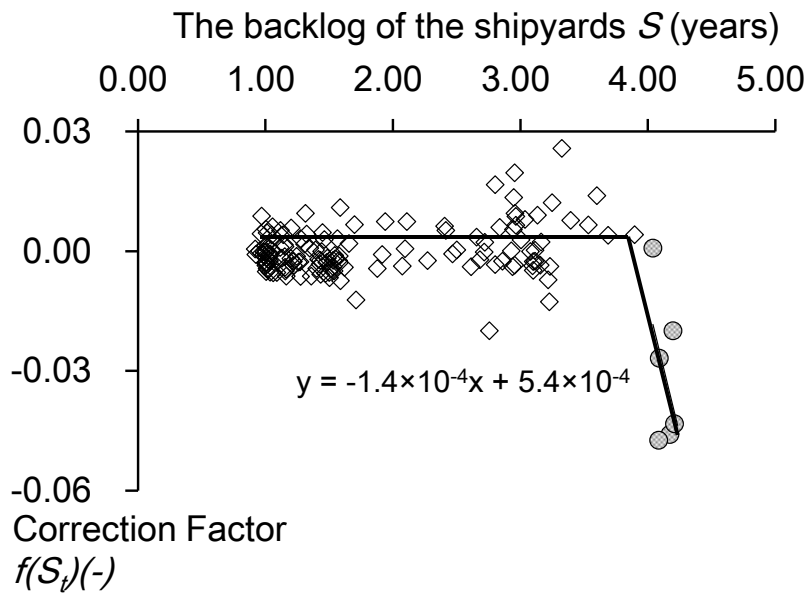 The backlog of the shipyards S (years)
0.00 1.00 2.00 3.00 4.00 5.00
0.03
0.00
-0.03
y = -1.4×10⁻⁴x + 5.4×10⁻⁴
-0.06
Correction Factor
f(Sₜ)(-)